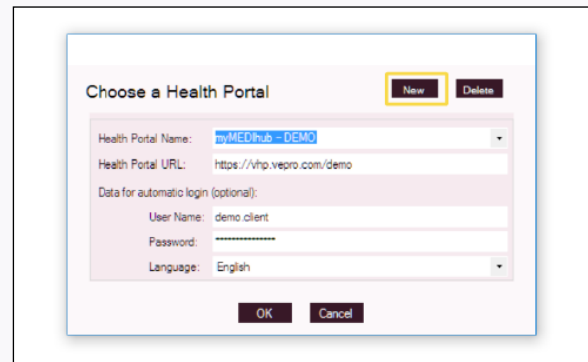 Choose a Health Portal New Delete
Health Portal Name: myMEDIhub - DEMO
Health Portal URL: https://vhp.vepro.com/demo
Data for automatic login (optional):
User Name: demo.client
Password: ***************
Language: English
OK Cancel